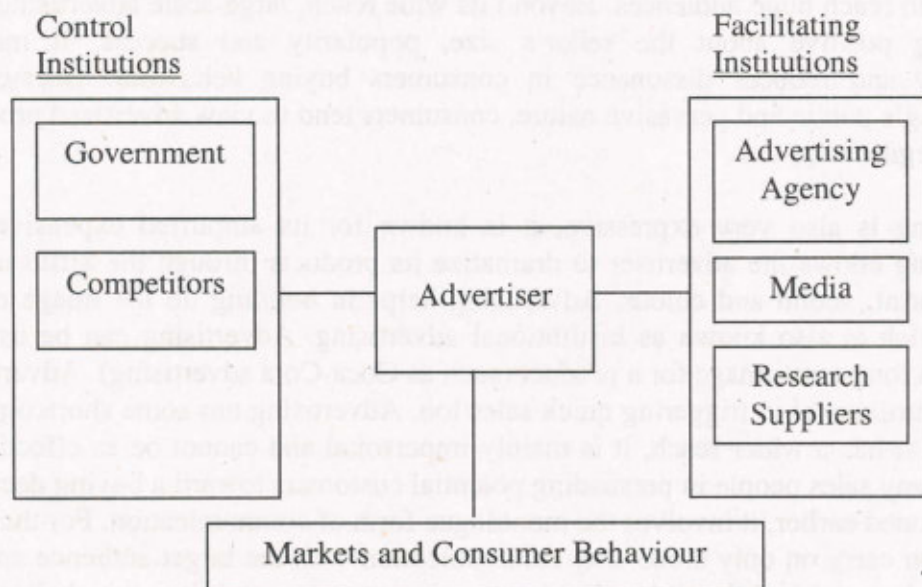 Control
Institutions
Government
Competitors
Advertiser
Facilitating
Institutions
Advertising
Agency
Media
Research
Suppliers
Markets and Consumer Behaviour